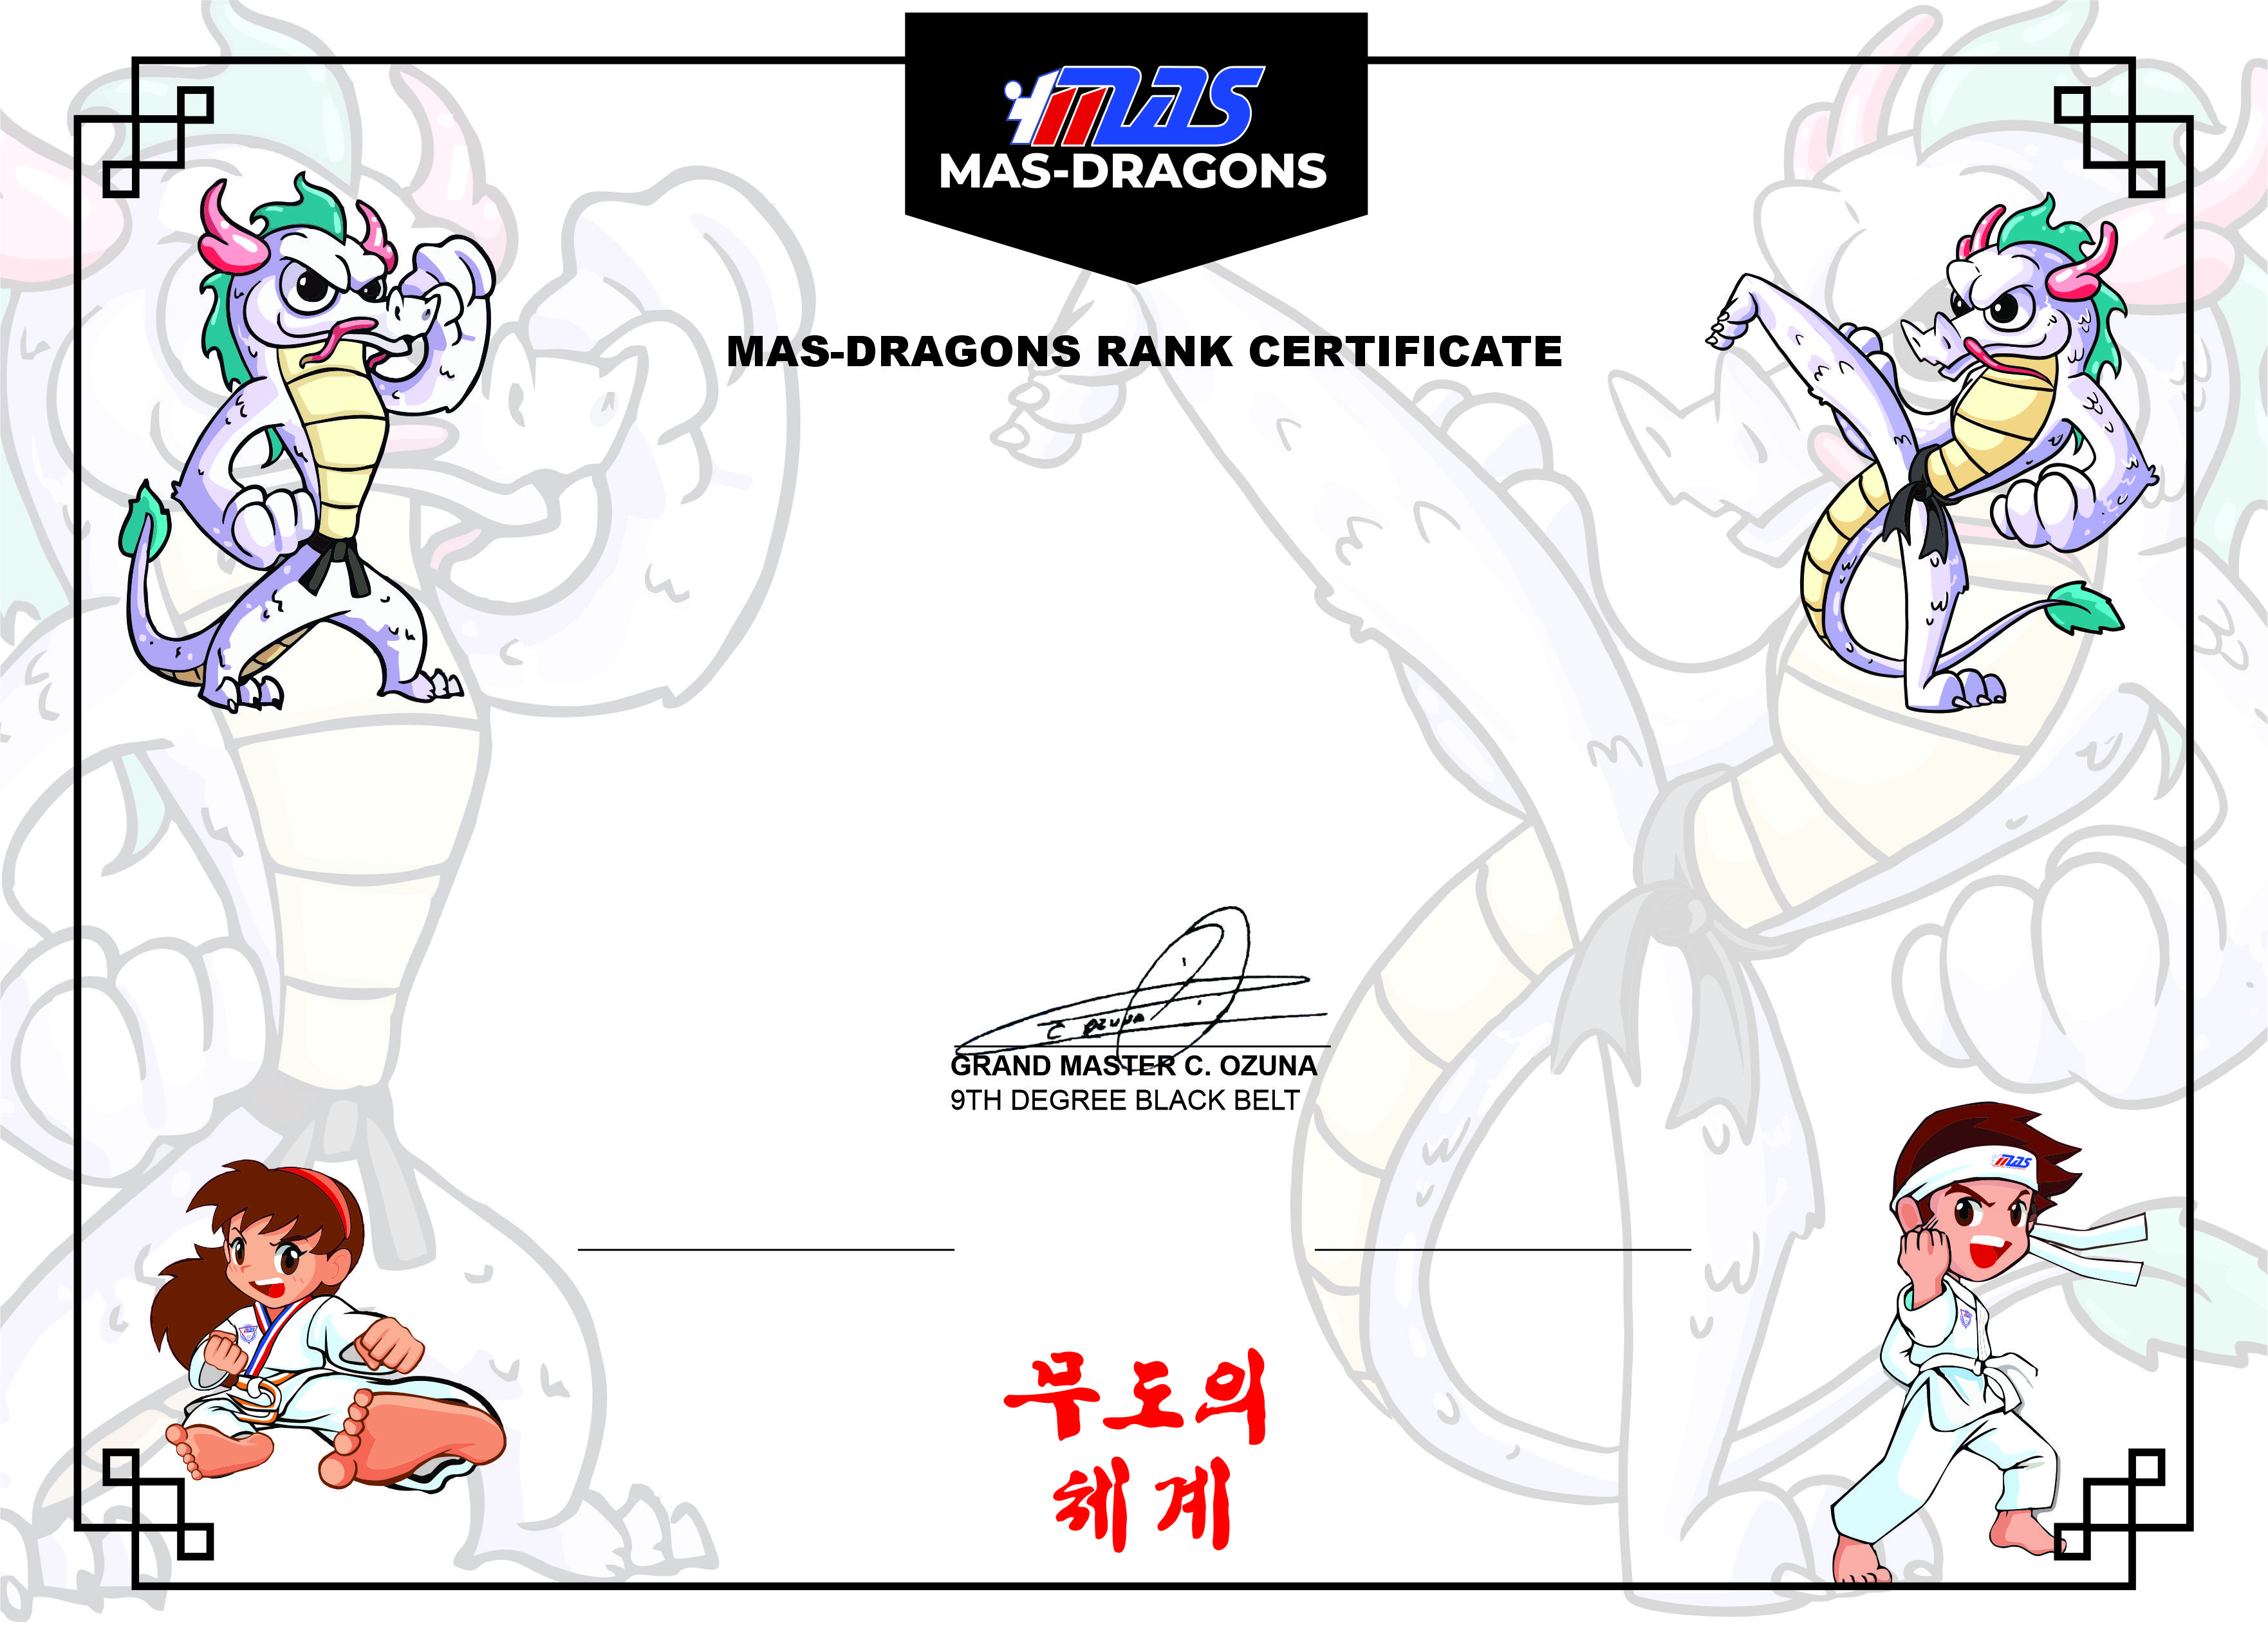 MAS
MAS-DRAGONS
MAS-DRAGONS RANK CERTIFICATE
C OZUNA
GRAND MASTER C. OZUNA
9TH DEGREE BLACK BELT
MAS
무도의
체계